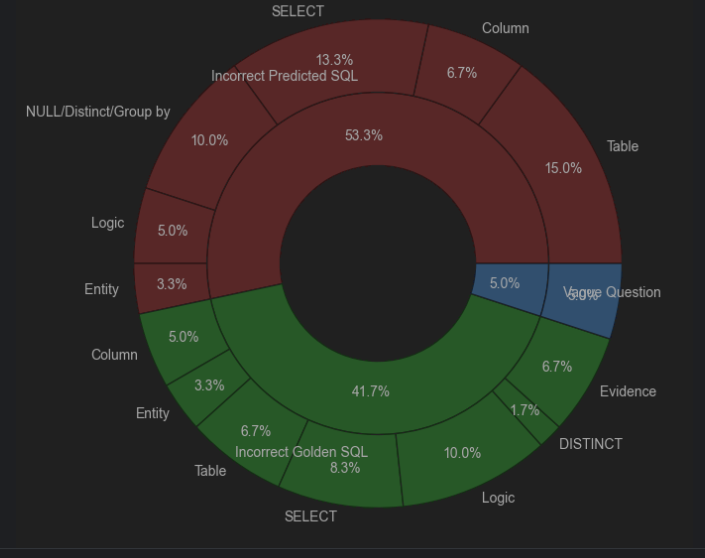 SELECT
Column
13.3%
Incorrect Predicted SQL
6.7%
NULL/Distinct/Group by
10.0%
53.3%
Table
15.0%
Logic
5.0%
Entity
3.3%
5.0%
Vague Question
5.0%
Column
5.0%
Entity
3.3%
41.7%
6.7%
Evidence
1.7%
DISTINCT
6.7%
Table
Incorrect Golden SQL
8.3%
10.0%
Logic
SELECT